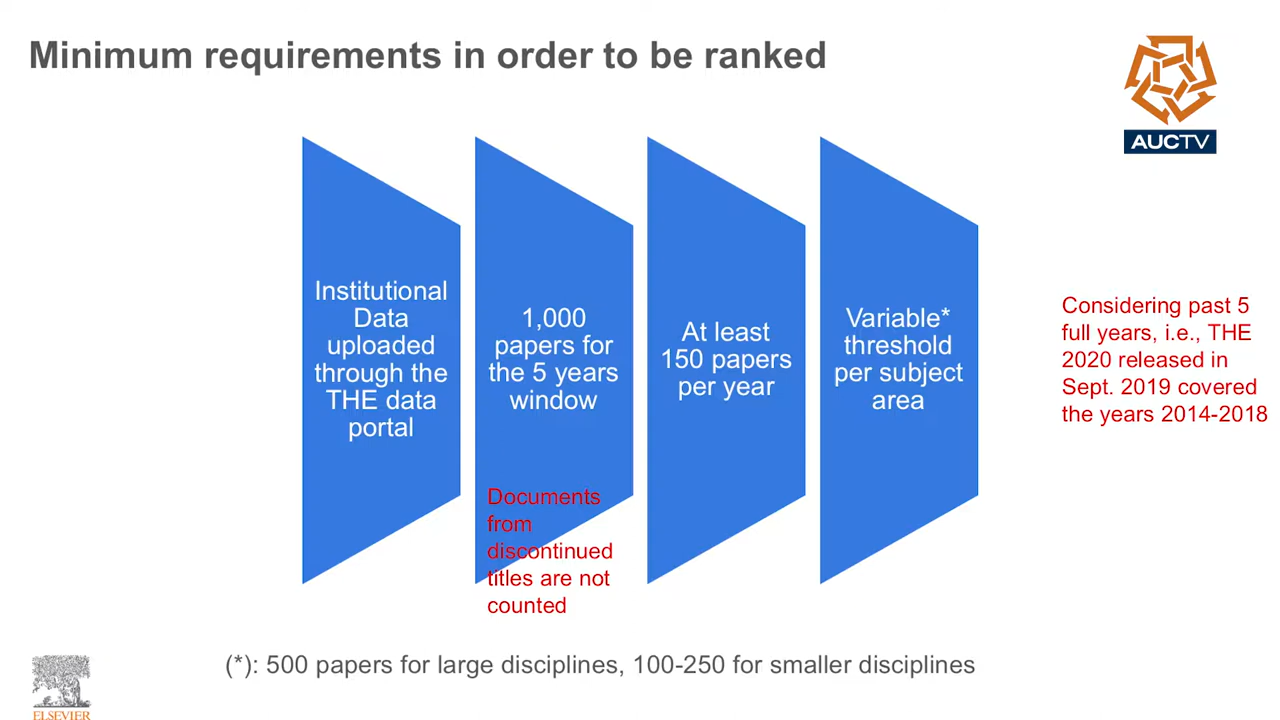 Minimum requirements in order to be ranked
AUCTV
Institutional
Data
uploaded
through the
THE data
portal
1,000
papers for
the 5 years
window
Documents
from
discontinued
titles are not
counted
At least
150 papers
per year
Variable*
threshold
per subject
area
Considering past 5
full years, i.e., THE
2020 released in
Sept. 2019 covered
the years 2014-2018
(*): 500 papers for large disciplines, 100-250 for smaller disciplines
ELSEVIER